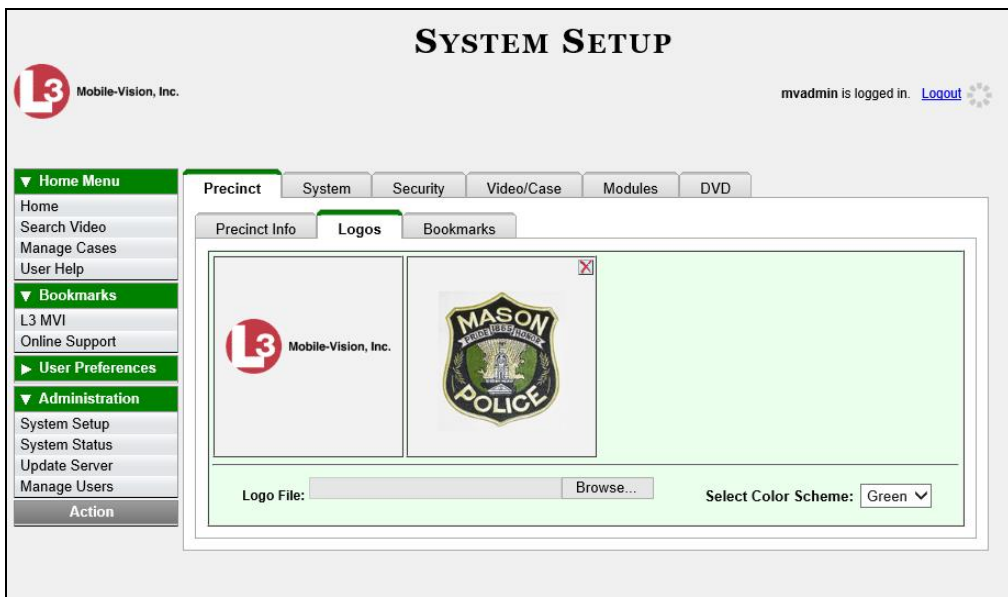 SYSTEM SETUP
L3 Mobile-Vision, Inc.
mvadmin is logged in. Logout
▼ Home Menu
Home
Search Video
Manage Cases
User Help
▼ Bookmarks
L3 MVI
Online Support
▶ User Preferences
▼ Administration
System Setup
System Status
Update Server
Manage Users
Action
Precinct System Security Video/Case Modules DVD
Precinct Info Logos Bookmarks
L3 Mobile-Vision, Inc.
MASON
PRIDE 1865 HONOR
POLICE
Logo File: Browse...
Select Color Scheme: Green